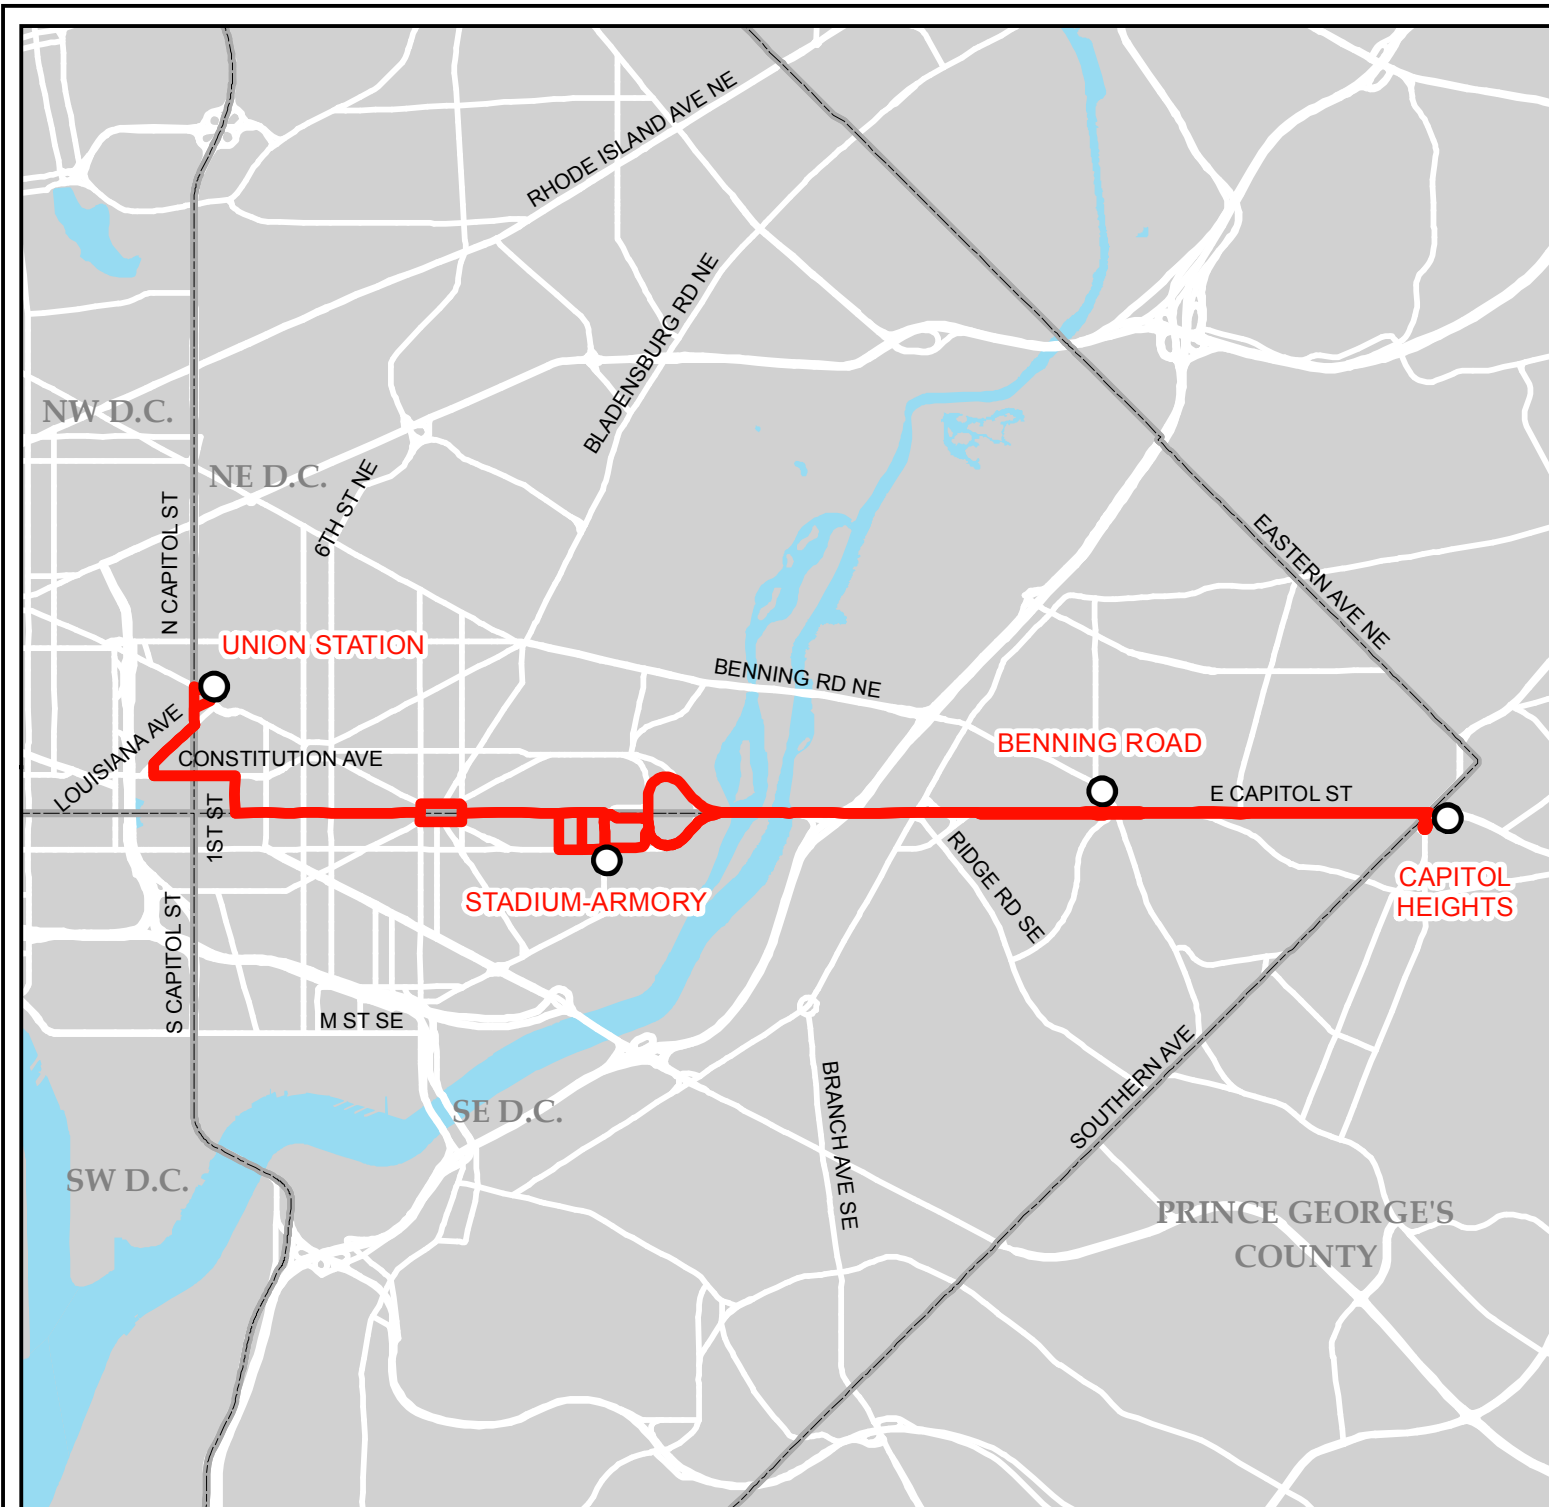 RHODE ISLAND AVE NE
BLADENSBURG RD NE
NW D.C.
NE D.C.
6TH ST NE
N CAPITOL ST
EASTERN AVE NE
UNION STATION
BENNING RD NE
LOUISIANA AVE
CONSTITUTION AVE
BENNING ROAD
E CAPITOL ST
1ST ST
RIDGE RD SE
STADIUM-ARMORY
CAPITOL
HEIGHTS
S CAPITOL ST
M ST SE
BRANCH AVE SE
SOUTHERN AVE
SE D.C.
SW D.C.
PRINCE GEORGE'S
COUNTY